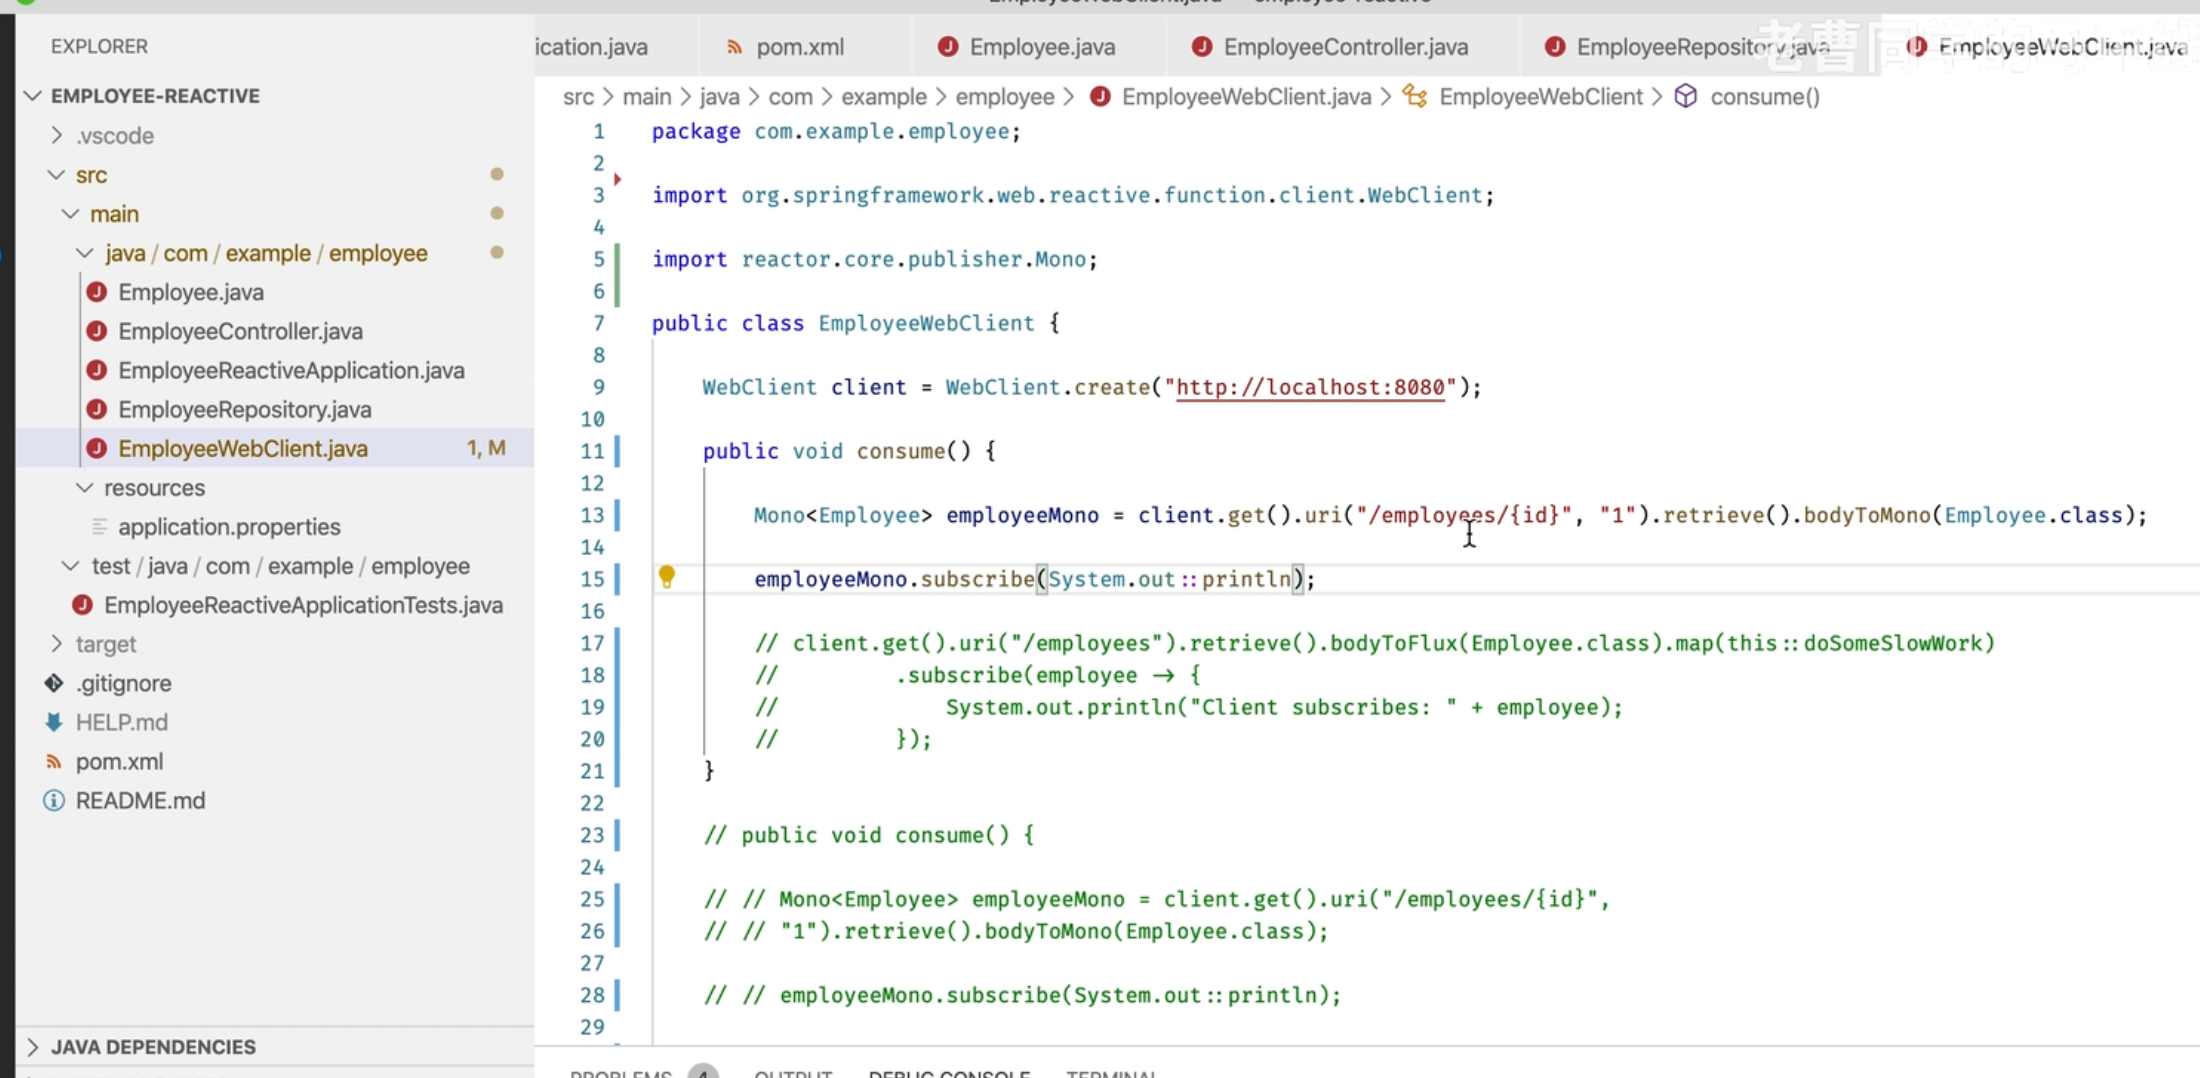 EXPLORER
EMPLOYEE-REACTIVE
.vscode
src
main
java / com / example / employee
Employee.java
EmployeeController.java
EmployeeReactiveApplication.java
EmployeeRepository.java
EmployeeWebClient.java 1, M
resources
application.properties
test / java / com / example / employee
EmployeeReactiveApplicationTests.java
target
.gitignore
HELP.md
pom.xml
README.md
JAVA DEPENDENCIES
ication.java pom.xml Employee.java EmployeeController.java EmployeeRepository.java EmployeeWebClient.java
src > main > java > com > example > employee > EmployeeWebClient.java > EmployeeWebClient > consume()
1 package com.example.employee;
2
3 import org.springframework.web.reactive.function.client.WebClient;
4
5 import reactor.core.publisher.Mono;
6
7 public class EmployeeWebClient {
8
9 WebClient client = WebClient.create("http://localhost:8080");
10
11 public void consume() {
12
13 Mono<Employee> employeeMono = client.get().uri("/employees/{id}", "1").retrieve().bodyToMono(Employee.class);
14
15 employeeMono.subscribe(System.out::println);
16
17 // client.get().uri("/employees").retrieve().bodyToFlux(Employee.class).map(this::doSomeSlowWork)
18 // .subscribe(employee -> {
19 // System.out.println("Client subscribes: " + employee);
20 // });
21 }
22
23 // public void consume() {
24
25 // // Mono<Employee> employeeMono = client.get().uri("/employees/{id}",
26 // // "1").retrieve().bodyToMono(Employee.class);
27
28 // // employeeMono.subscribe(System.out::println);
29
PROBLEMS 4 OUTPUT DEBUG CONSOLE TERMINAL